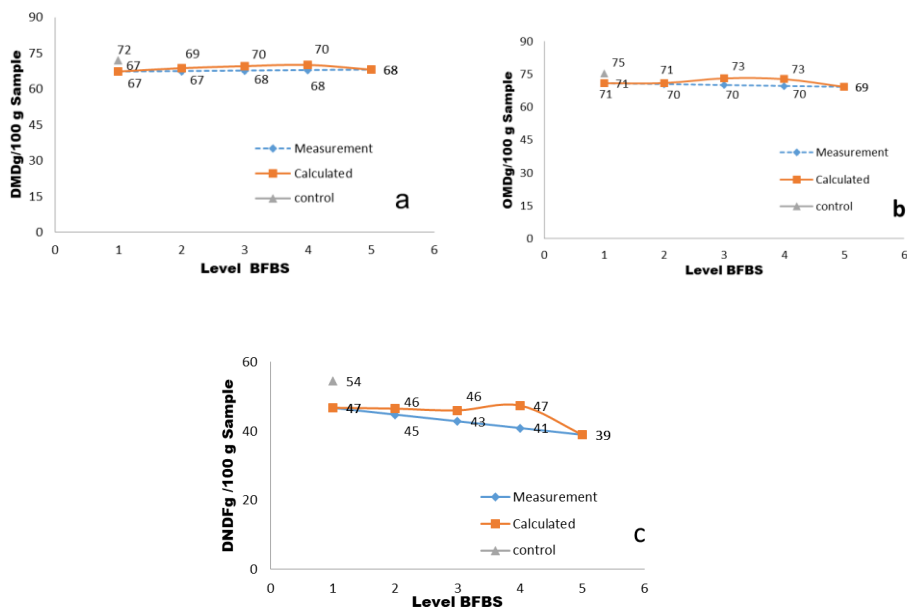 90
75
60
45
30
15
0
DMDg/100 g Sample
72
67
67
69
67
70
68
70
68
68
Measurement
Calculated
control
a
0 1 2 3 4 5 6
Level BFBS
90
75
60
45
30
15
0
OMDg/100 g Sample
75
71
71
71
70
73
70
73
70
69
Measurement
Calculated
control
b
0 1 2 3 4 5 6
Level BFBS
60
40
20
0
DNDFg /100 g Sample
54
47
46
45
46
43
47
41
39
Measurement
Calculated
control
c
0 1 2 3 4 5 6
Level BFBS